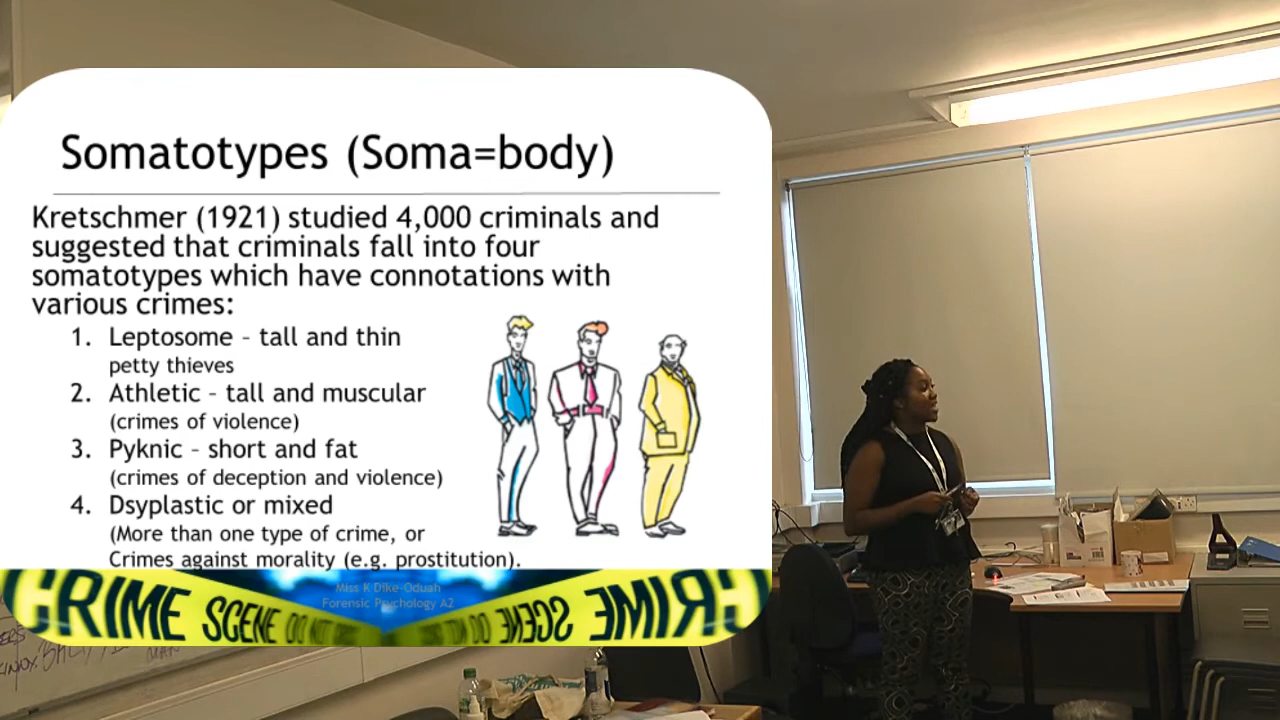 Somatotypes (Soma=body)
Kretschmer (1921) studied 4,000 criminals and
suggested that criminals fall into four
somatotypes which have connotations with
various crimes:
1. Leptosome – tall and thin
petty thieves
2. Athletic – tall and muscular
(crimes of violence)
3. Pyknic – short and fat
(crimes of deception and violence)
4. Dsyplastic or mixed
(More than one type of crime, or
Crimes against morality (e.g. prostitution).
Miss K Dike-Oduah
Forensic Psychology A2
CRIME SCENE DO NOT
CRIME SCENE DO NOT